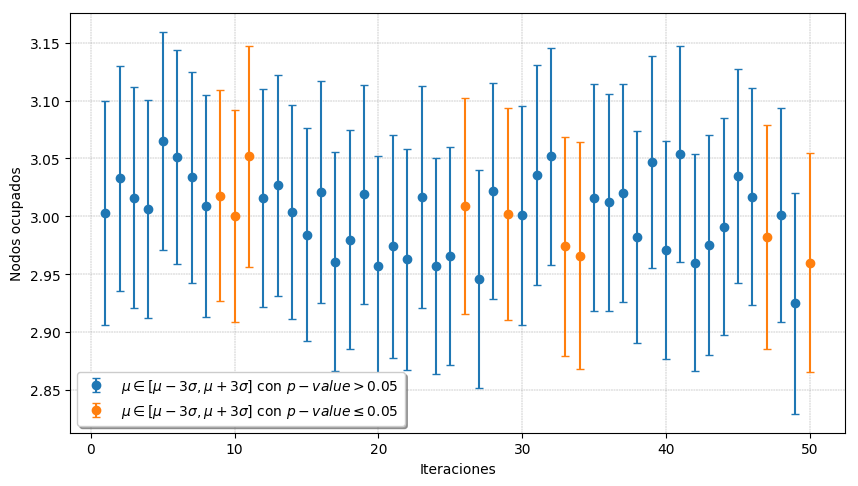 3.15
3.10
3.05
3.00
2.95
2.90
2.85
Nodos ocupados
μ ∈ [μ − 3σ, μ + 3σ] con p − value > 0.05
μ ∈ [μ − 3σ, μ + 3σ] con p − value ≤ 0.05
0 10 20 30 40 50
Iteraciones